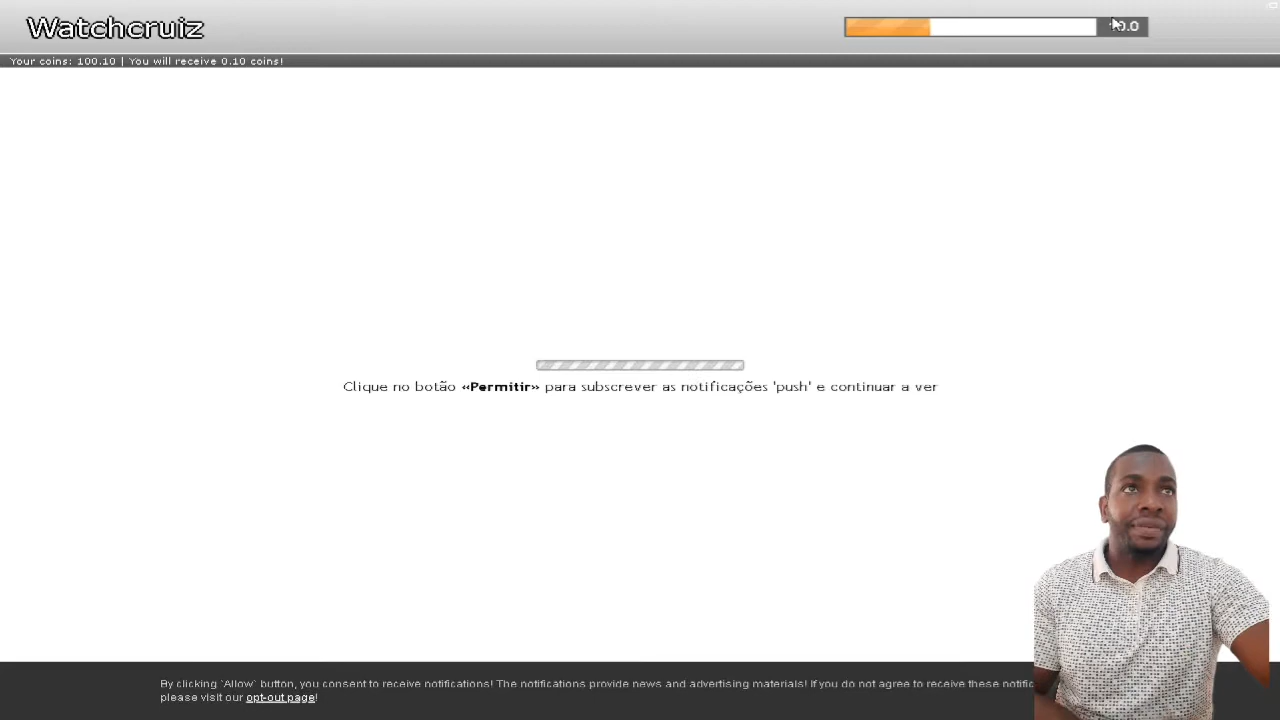 Watchcruiz
Your coins: 100.10 | You will receive 0.10 coins!
Clique no botão «Permitir» para subscrever as notificações 'push' e continuar a ver
By clicking `Allow` button, you consent to receive notifications! The notifications provide news and advertising materials! If you do not agree to receive these
please visit our opt-out page!